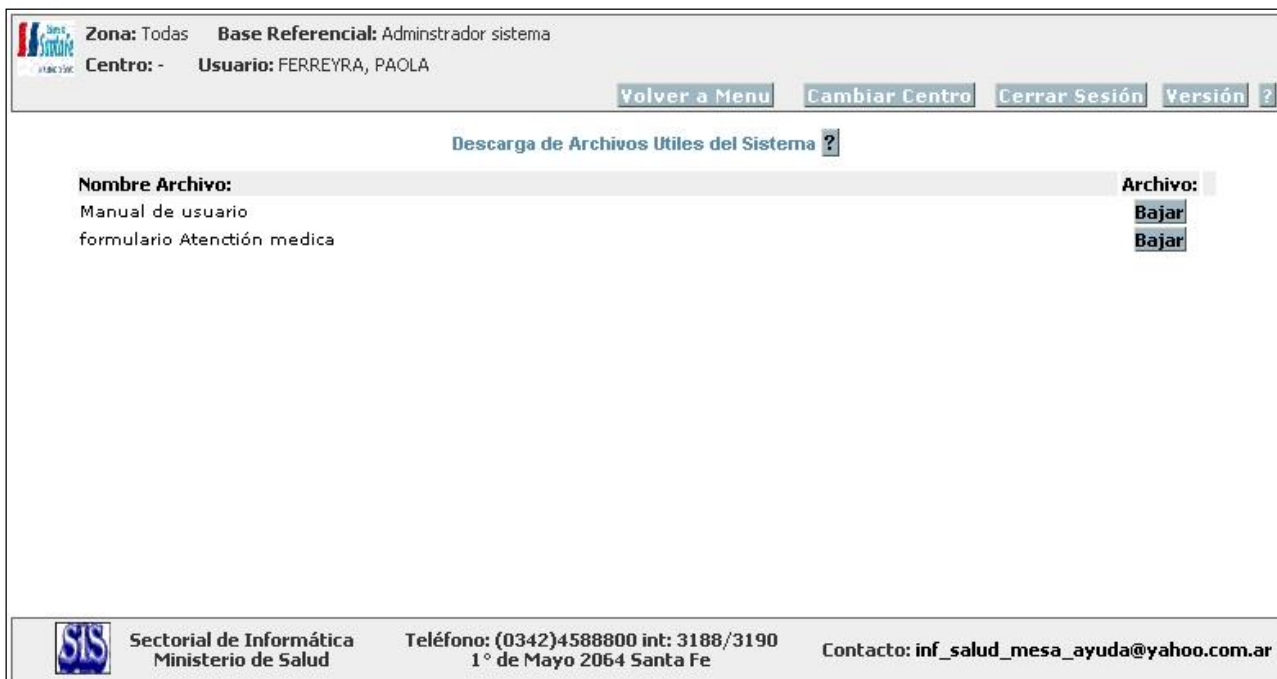 Santa Fe
Zona: Todas Base Referencial: Adminstrador sistema
Centro: - Usuario: FERREYRA, PAOLA
Volver a Menu Cambiar Centro Cerrar Sesión Versión ?
Descarga de Archivos Utiles del Sistema ?
Nombre Archivo: Archivo:
Manual de usuario Bajar
formulario Atenctión medica Bajar
SIS
Sectorial de Informática Teléfono: (0342)4588800 int: 3188/3190
Ministerio de Salud 1° de Mayo 2064 Santa Fe Contacto: inf_salud_mesa_ayuda@yahoo.com.ar